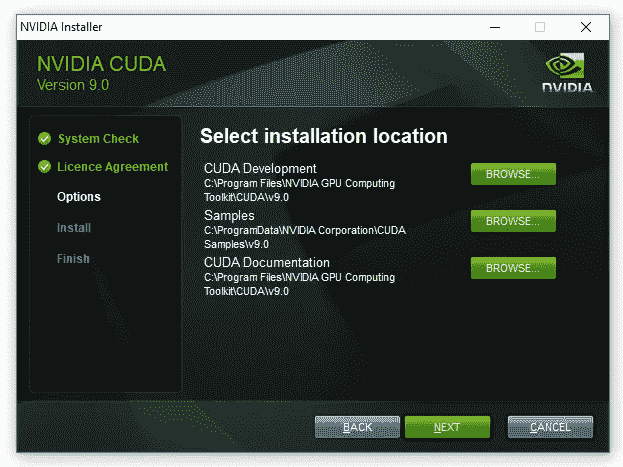 NVIDIA Installer
NVIDIA CUDA
Version 9.0
NVIDIA
System Check
Licence Agreement
Options
Install
Finish
Select installation location
CUDA Development
C:\Program Files\NVIDIA GPU Computing
Toolkit\CUDA\v9.0
BROWSE...
Samples
C:\ProgramData\NVIDIA Corporation\CUDA
Samples\v9.0
BROWSE...
CUDA Documentation
C:\Program Files\NVIDIA GPU Computing
Toolkit\CUDA\v9.0
BROWSE...
BACK
NEXT
CANCEL